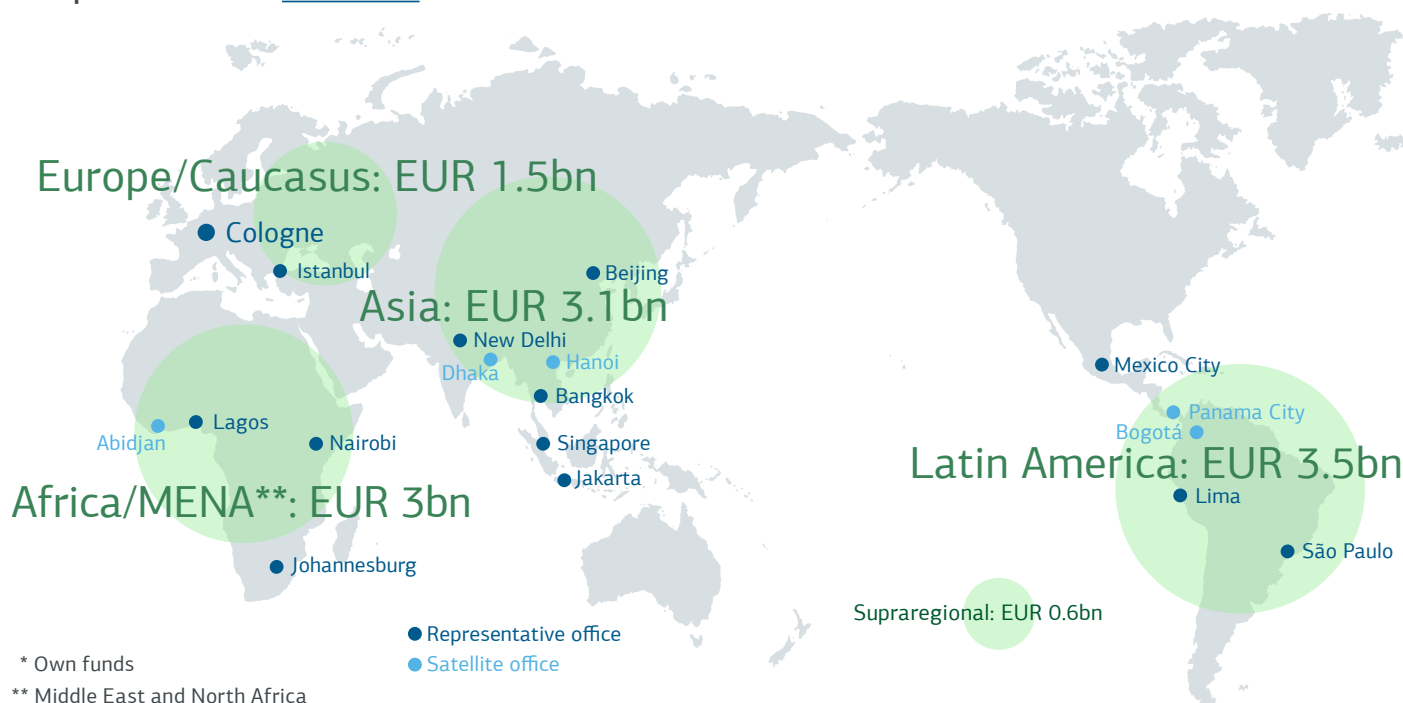 Europe/Caucasus: EUR 1.5bn
Cologne
Istanbul
Beijing
Asia: EUR 3.1bn
New Delhi
Dhaka
Hanoi
Bangkok
Lagos
Abidjan
Nairobi
Singapore
Jakarta
Africa/MENA**: EUR 3bn
Johannesburg
Mexico City
Panama City
Bogotá
Latin America: EUR 3.5bn
Lima
São Paulo
Supraregional: EUR 0.6bn
Representative office
Satellite office
* Own funds
** Middle East and North Africa